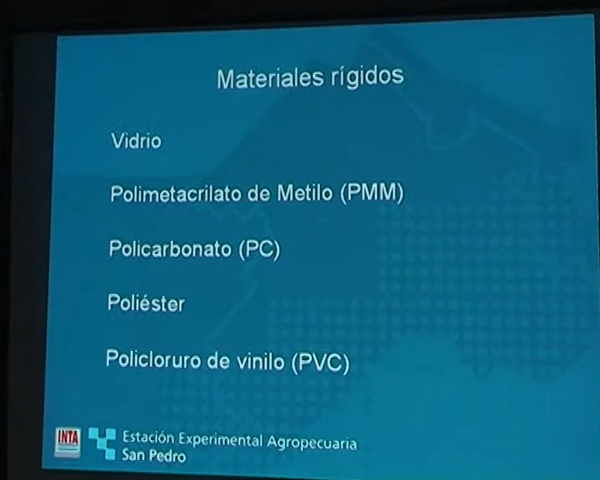 Materiales rígidos
Vidrio
Polimetacrilato de Metilo (PMM)
Policarbonato (PC)
Poliéster
Policloruro de vinilo (PVC)
INTA
Estación Experimental Agropecuaria
San Pedro